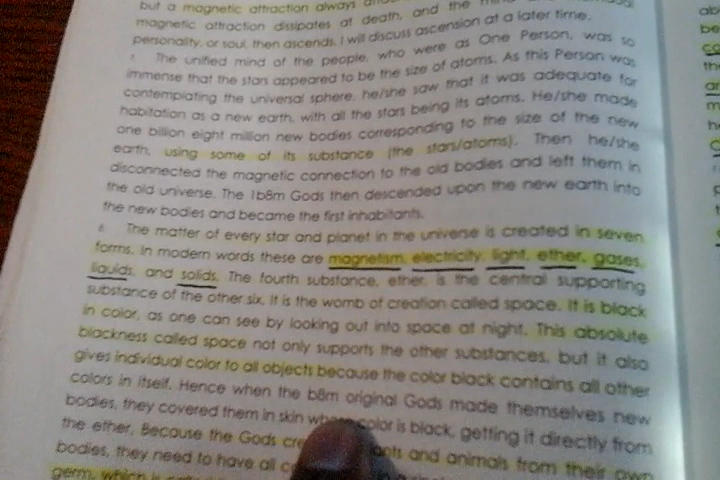 but a magnetic attraction always
magnetic attraction dissipates at death, and the
personality, or soul, then ascends. I will discuss ascension at a later time.
7. The unified mind of the people, who were as One Person, was so
immense that the stars appeared to be the size of atoms. As this Person was
contemplating the universal sphere, he/she saw that it was adequate for
habitation as a new earth, with all the stars being its atoms. He/she made
one billion eight million new bodies corresponding to the size of the new
earth, using some of its substance (the stars/atoms). Then he/she
disconnected the magnetic connection to the old bodies and left them in
the old universe. The 1b8m Gods then descended upon the new earth into
the new bodies and became the first inhabitants.
8. The matter of every star and planet in the universe is created in seven
forms. In modern words these are magnetism, electricity, light, ether, gases,
liquids, and solids. The fourth substance, ether, is the central supporting
substance of the other six. It is the womb of creation called space. It is black
in color, as one can see by looking out into space at night. This absolute
blackness called space not only supports the other substances, but it also
gives individual color to all objects because the color black contains all other
colors in itself. Hence when the b8m original Gods made themselves new
bodies, they covered them in skin color is black, getting it directly from
the ether. Because the Gods and animals from their own
bodies, they need to have all
germ, which is